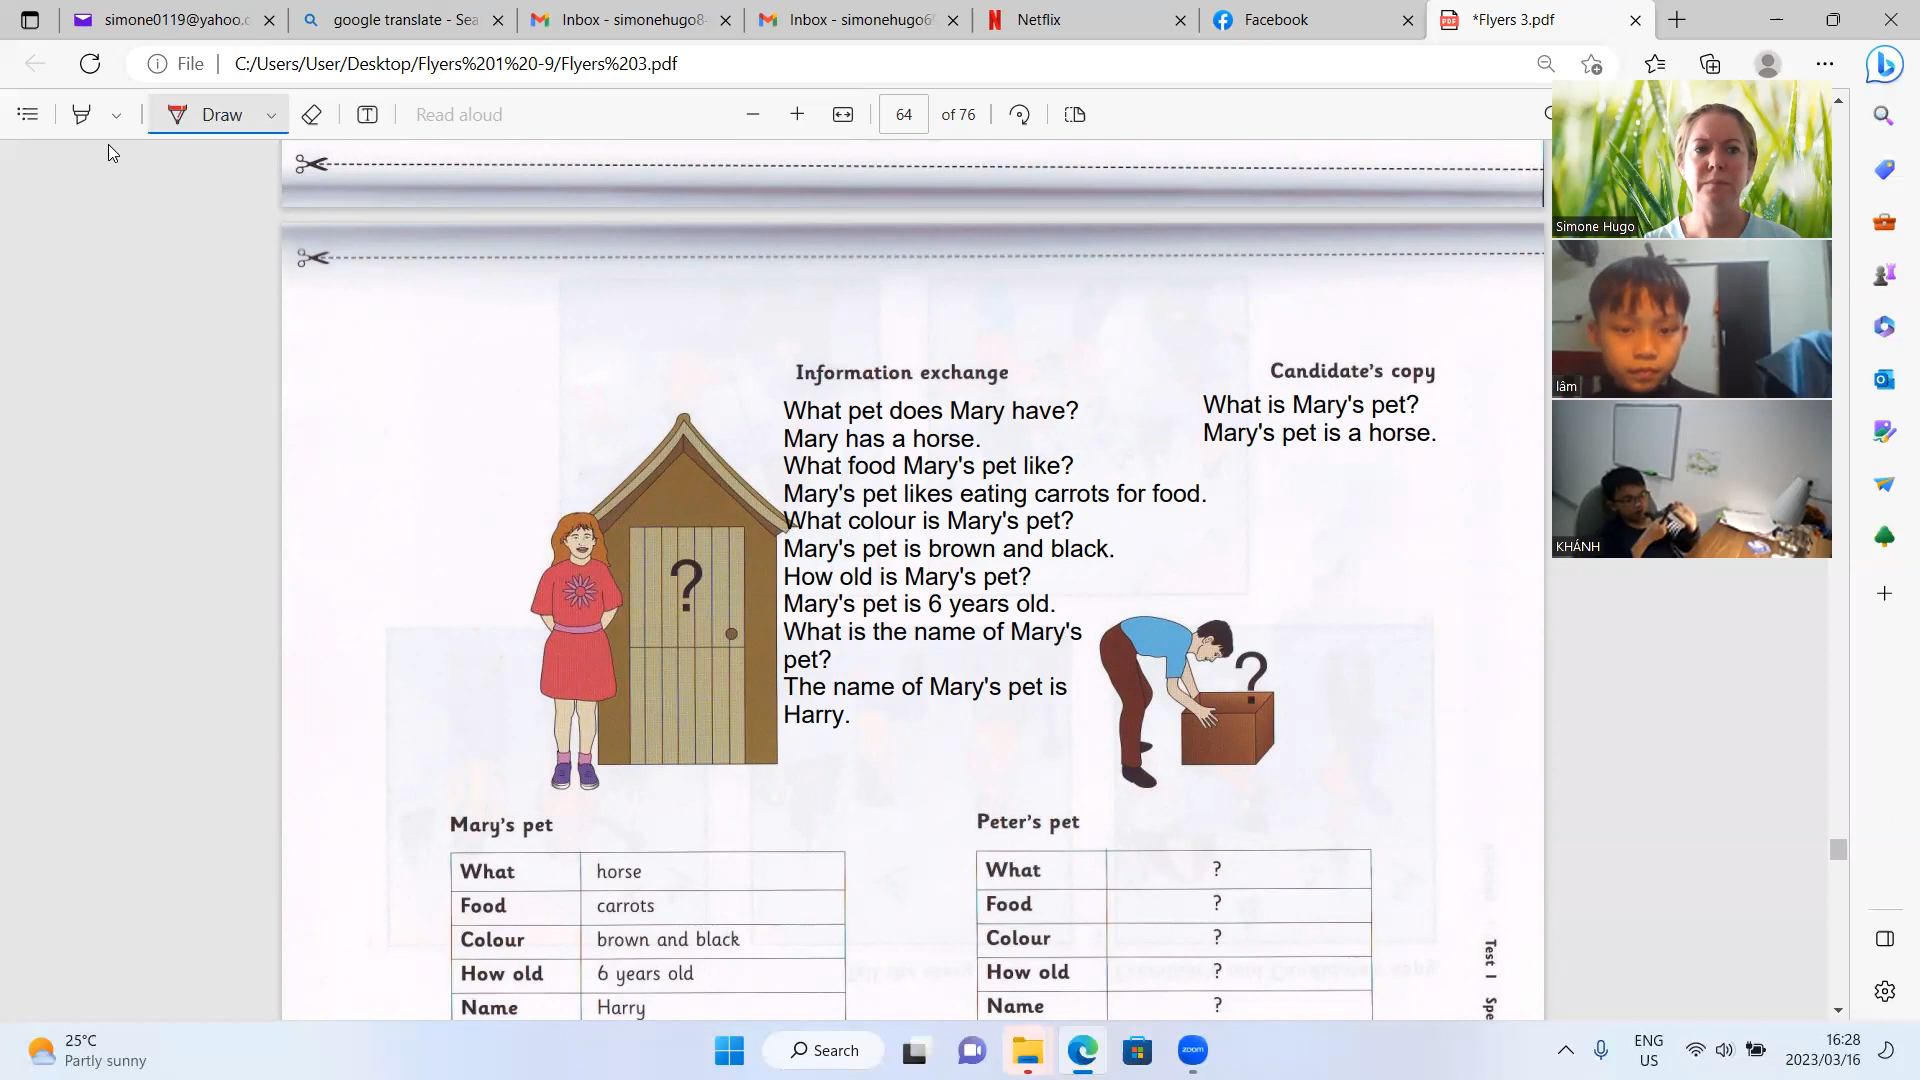 simone0119@yahoo.c
google translate - Sea
Inbox - simonehugo8
Inbox - simonehugo6
Netflix
Facebook
*Flyers 3.pdf
File
C:/Users/User/Desktop/Flyers%201%20-9/Flyers%203.pdf
Draw
Read aloud
64
of 76
Simone Hugo
lâm
KHÁNH
Information exchange
Candidate's copy
What pet does Mary have?
Mary has a horse.
What food Mary's pet like?
Mary's pet likes eating carrots for food.
What colour is Mary's pet?
Mary's pet is brown and black.
How old is Mary's pet?
Mary's pet is 6 years old.
What is the name of Mary's
pet?
The name of Mary's pet is
Harry.
What is Mary's pet?
Mary's pet is a horse.
?
?
Mary's pet
What horse
Food carrots
Colour brown and black
How old 6 years old
Name Harry
Peter's pet
What ?
Food ?
Colour ?
How old ?
Name ?
Test 1 Spe
25°C
Partly sunny
Search
zoom
ENG
US
16:28
2023/03/16